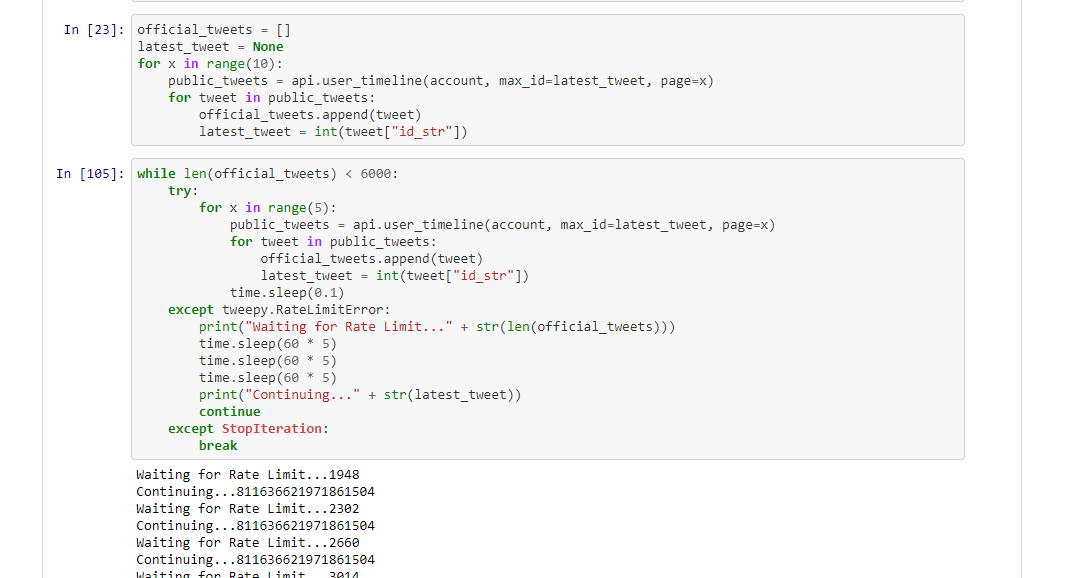 In [23]:
official_tweets = []
latest_tweet = None
for x in range(10):
    public_tweets = api.user_timeline(account, max_id=latest_tweet, page=x)
    for tweet in public_tweets:
        official_tweets.append(tweet)
        latest_tweet = int(tweet["id_str"])
In [105]:
while len(official_tweets) < 6000:
    try:
        for x in range(5):
            public_tweets = api.user_timeline(account, max_id=latest_tweet, page=x)
            for tweet in public_tweets:
                official_tweets.append(tweet)
                latest_tweet = int(tweet["id_str"])
            time.sleep(0.1)
    except tweepy.RateLimitError:
        print("Waiting for Rate Limit..." + str(len(official_tweets)))
        time.sleep(60 * 5)
        time.sleep(60 * 5)
        time.sleep(60 * 5)
        print("Continuing..." + str(latest_tweet))
        continue
    except StopIteration:
        break
Waiting for Rate Limit...1948
Continuing...811636621971861504
Waiting for Rate Limit...2302
Continuing...811636621971861504
Waiting for Rate Limit...2660
Continuing...811636621971861504
Waiting for Rate Limit...3014